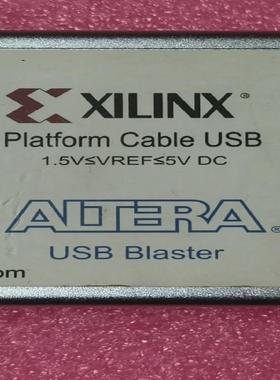 XILINX®
Platform Cable USB
1.5V≤VREF≤5V DC
ALTERA®
USB Blaster
om